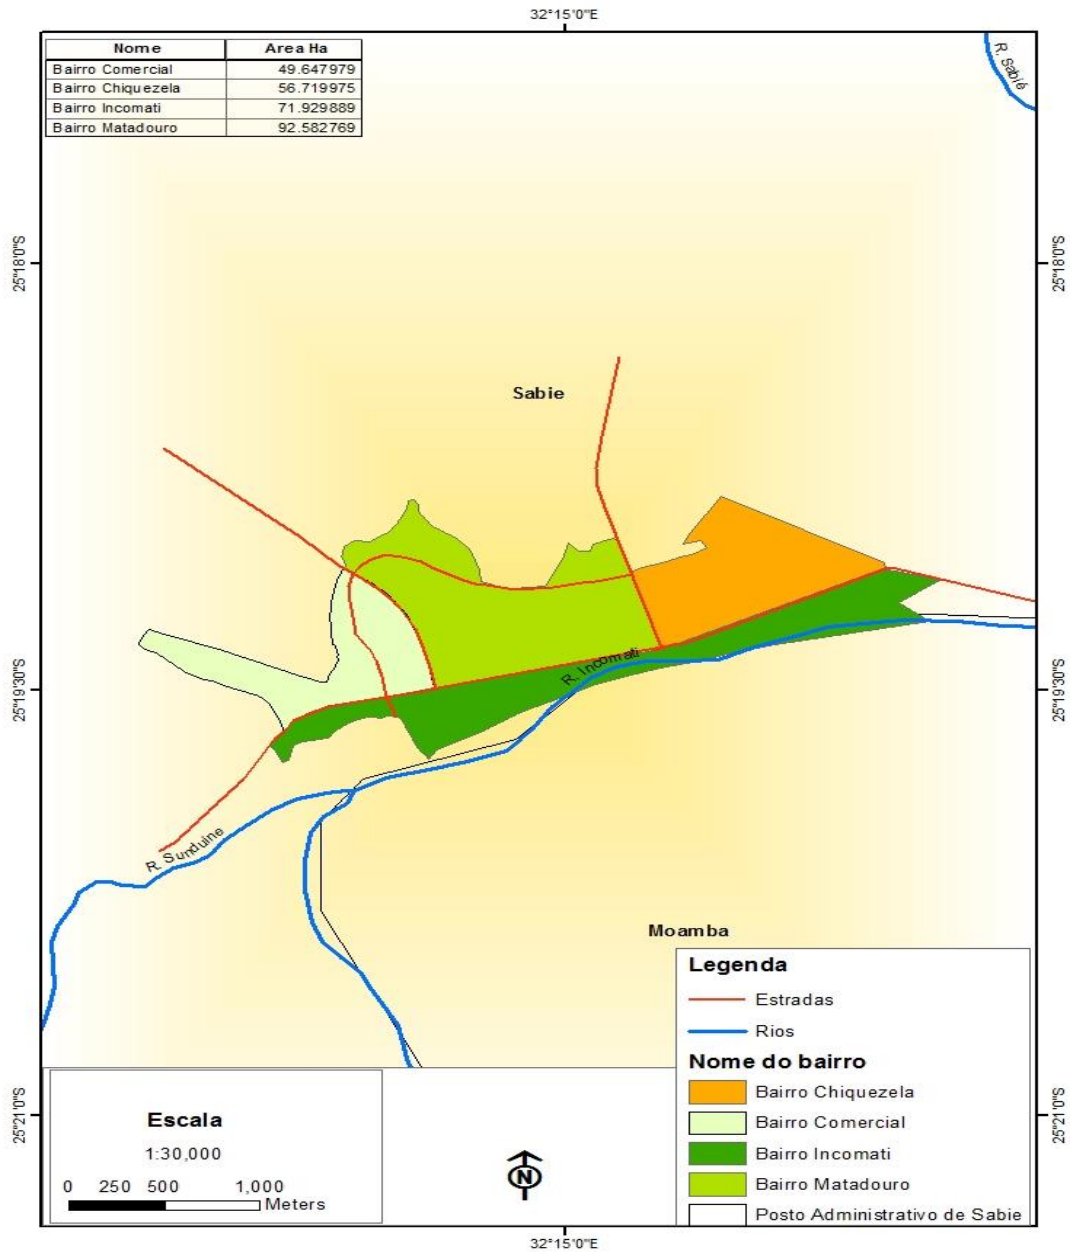 32°15'0"E
Nome Area Ha
Bairro Comercial 49.647979
Bairro Chiquezela 56.719975
Bairro Incomati 71.929889
Bairro Matadouro 92.582769
R. Sabié
25°18'0"S 25°18'0"S
Sabie
R. Incomati
25°19'30"S 25°19'30"S
R. Sunduine
Moamba
Legenda
Estradas
Rios
Nome do bairro
Bairro Chiquezela
Bairro Comercial
Bairro Incomati
Bairro Matadouro
Posto Administrativo de Sabie
25°21'0"S 25°21'0"S
Escala
1:30,000
0 250 500 1,000
Meters
N
32°15'0"E